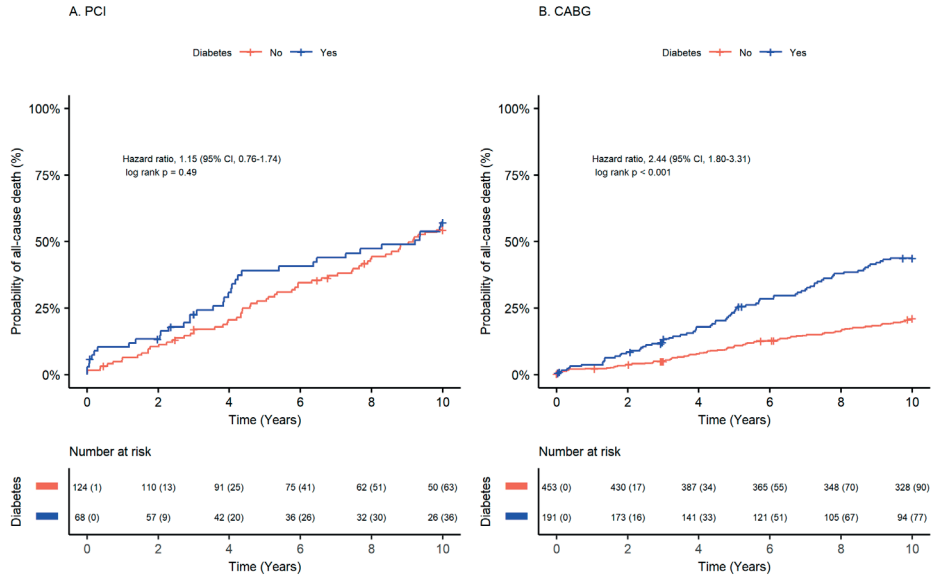 A. PCI
Diabetes No Yes
Probability of all-cause death (%)
100%
75%
50%
25%
0%
Hazard ratio, 1.15 (95% CI, 0.76-1.74)
log rank p = 0.49
0 2 4 6 8 10
Time (Years)
Number at risk
Diabetes
124 (1) 110 (13) 91 (25) 75 (41) 62 (51) 50 (63)
68 (0) 57 (9) 42 (20) 36 (26) 32 (30) 26 (36)
0 2 4 6 8 10
Time (Years)
B. CABG
Diabetes No Yes
Probability of all-cause death (%)
100%
75%
50%
25%
0%
Hazard ratio, 2.44 (95% CI, 1.80-3.31)
log rank p < 0.001
0 2 4 6 8 10
Time (Years)
Number at risk
Diabetes
453 (0) 430 (17) 387 (34) 365 (55) 348 (70) 328 (90)
191 (0) 173 (16) 141 (33) 121 (51) 105 (67) 94 (77)
0 2 4 6 8 10
Time (Years)